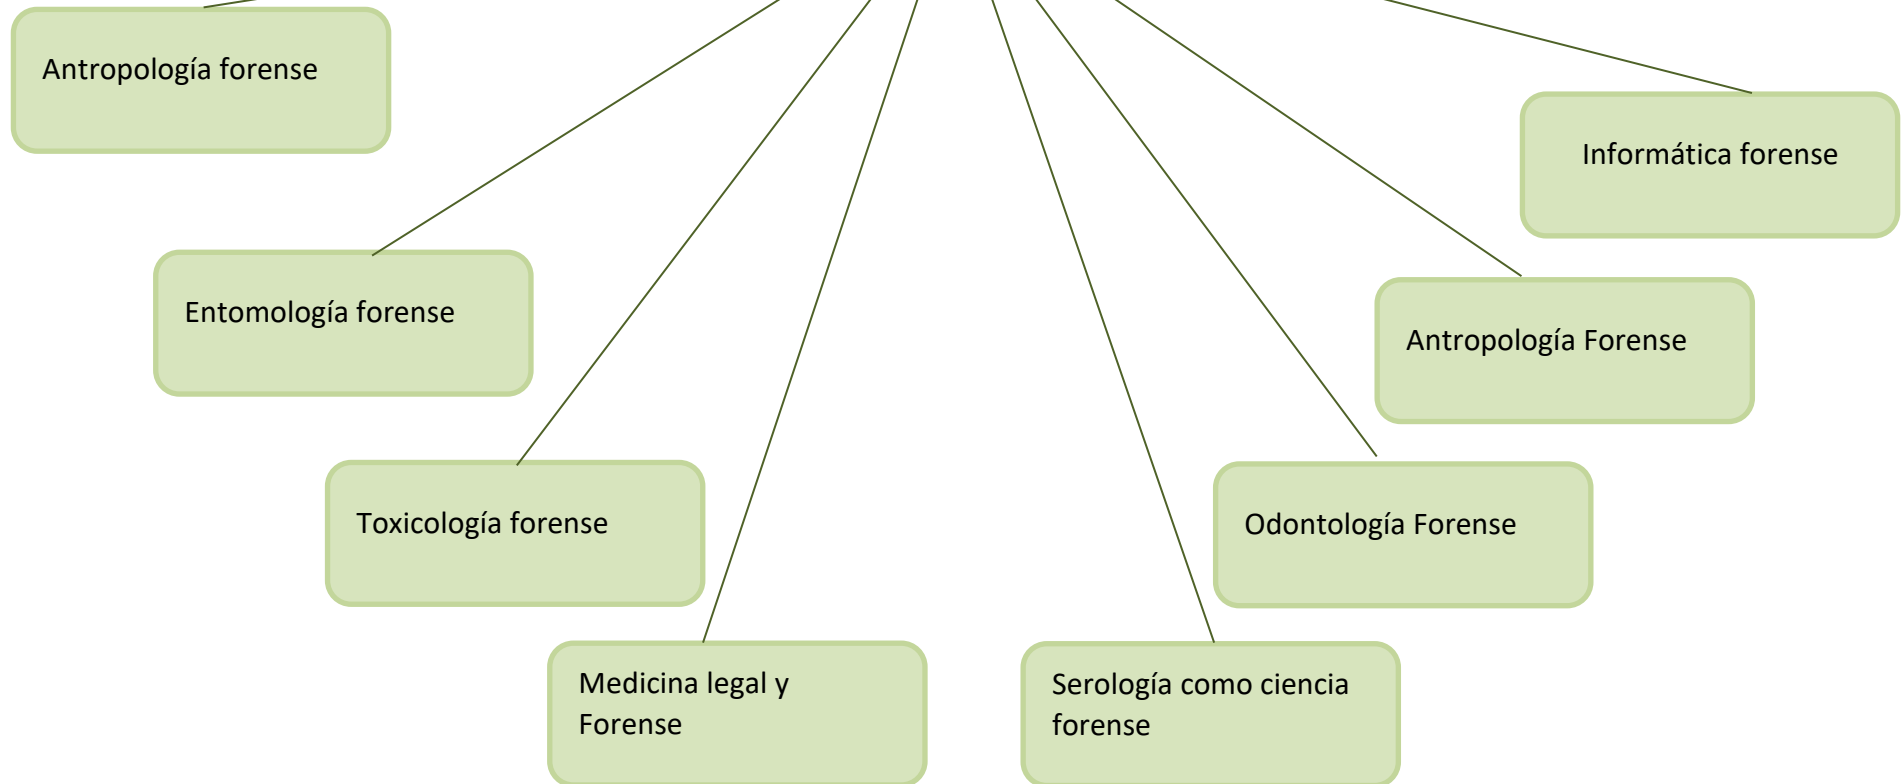 Antropología forense
Informática forense
Entomología forense
Antropología Forense
Toxicología forense
Odontología Forense
Medicina legal y
Forense
Serología como ciencia
forense